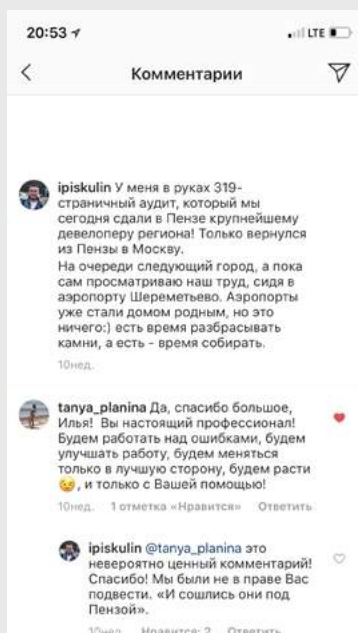 20:53 LTE
Комментарии
ipiskulin У меня в руках 319-
страничный аудит, который мы
сегодня сдали в Пензе крупнейшему
девелоперу региона! Только вернулся
из Пензы в Москву.
На очереди следующий город, а пока
сам просматриваю наш труд, сидя в
аэропорту Шереметьево. Аэропорты
уже стали домом родным, но это
ничего:) есть время разбрасывать
камни, а есть - время собирать.
10нед.
tanya_planina Да, спасибо большое,
Илья! Вы настоящий профессионал!
Будем работать над ошибками, будем
улучшать работу, будем меняться
только в лучшую сторону, будем расти
😉, и только с Вашей помощью!
10нед. 1 отметка «Нравится» Ответить
ipiskulin @tanya_planina это
невероятно ценный комментарий!
Спасибо! Мы были не в праве Вас
подвести. «И сошлись они под
Пензой».
10нед. Нравится: 2 Ответить